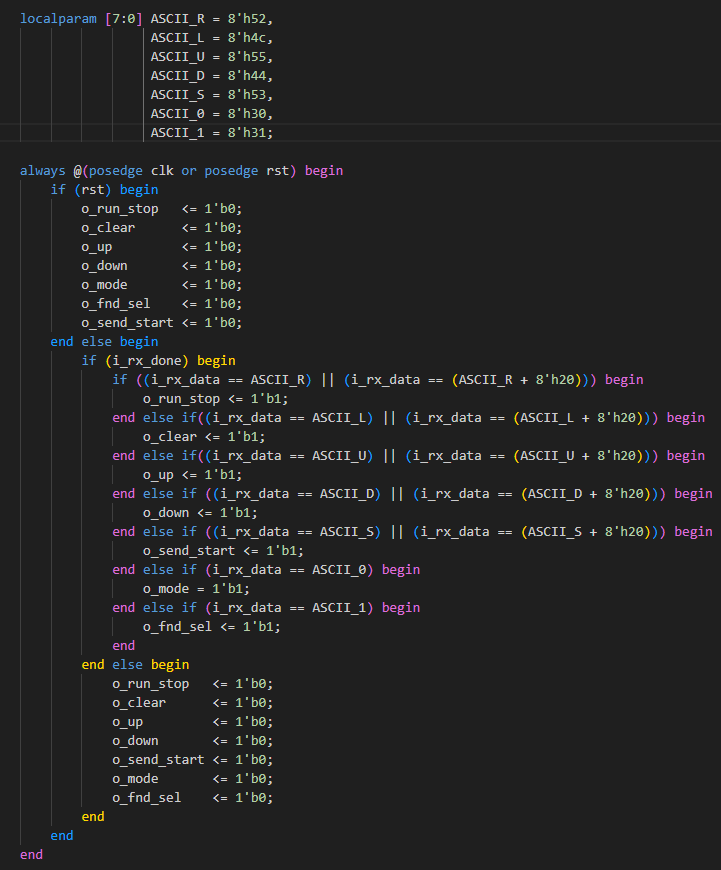 localparam [7:0] ASCII_R = 8'h52,
ASCII_L = 8'h4c,
ASCII_U = 8'h55,
ASCII_D = 8'h44,
ASCII_S = 8'h53,
ASCII_0 = 8'h30,
ASCII_1 = 8'h31;
always @(posedge clk or posedge rst) begin
if (rst) begin
o_run_stop <= 1'b0;
o_clear <= 1'b0;
o_up <= 1'b0;
o_down <= 1'b0;
o_mode <= 1'b0;
o_fnd_sel <= 1'b0;
o_send_start <= 1'b0;
end else begin
if (i_rx_done) begin
if ((i_rx_data == ASCII_R) || (i_rx_data == (ASCII_R + 8'h20))) begin
o_run_stop <= 1'b1;
end else if((i_rx_data == ASCII_L) || (i_rx_data == (ASCII_L + 8'h20))) begin
o_clear <= 1'b1;
end else if((i_rx_data == ASCII_U) || (i_rx_data == (ASCII_U + 8'h20))) begin
o_up <= 1'b1;
end else if ((i_rx_data == ASCII_D) || (i_rx_data == (ASCII_D + 8'h20))) begin
o_down <= 1'b1;
end else if ((i_rx_data == ASCII_S) || (i_rx_data == (ASCII_S + 8'h20))) begin
o_send_start <= 1'b1;
end else if (i_rx_data == ASCII_0) begin
o_mode = 1'b1;
end else if (i_rx_data == ASCII_1) begin
o_fnd_sel <= 1'b1;
end
end else begin
o_run_stop <= 1'b0;
o_clear <= 1'b0;
o_up <= 1'b0;
o_down <= 1'b0;
o_send_start <= 1'b0;
o_mode <= 1'b0;
o_fnd_sel <= 1'b0;
end
end
end